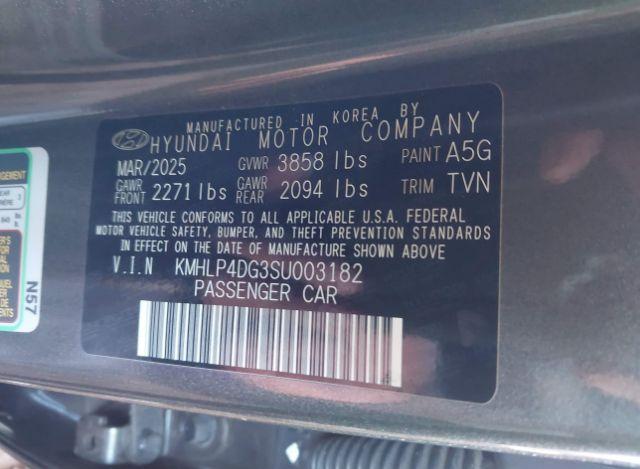 MANUFACTURED IN KOREA BY
HYUNDAI MOTOR COMPANY
MAR/2025 GVWR 3858 lbs PAINT A5G
GAWR FRONT 2271 lbs GAWR REAR 2094 lbs TRIM TVN
THIS VEHICLE CONFORMS TO ALL APPLICABLE U.S.A. FEDERAL
MOTOR VEHICLE SAFETY, BUMPER, AND THEFT PREVENTION STANDARDS
IN EFFECT ON THE DATE OF MANUFACTURE SHOWN ABOVE.
V.I.N KMHLP4DG3SU003182
PASSENGER CAR
N57